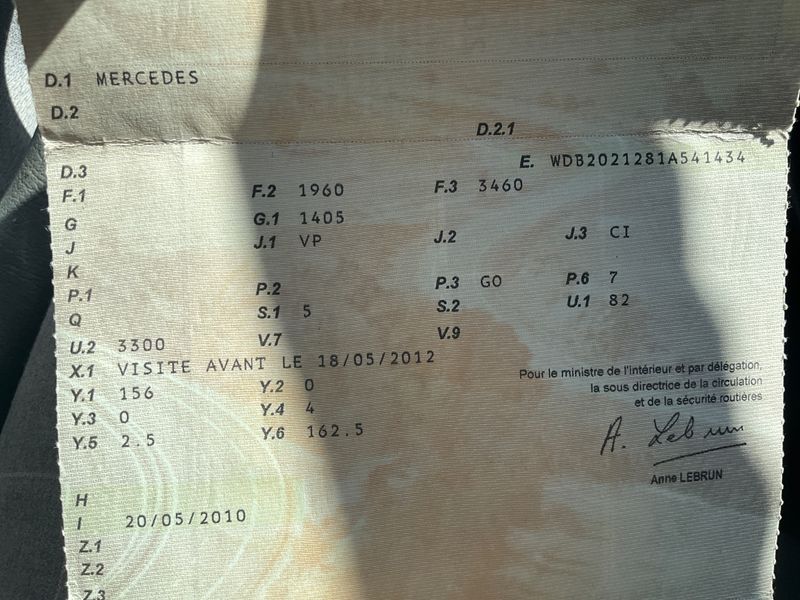 D.1 MERCEDES
D.2
D.2.1
D.3 E. WDB2021281A541434
F.1 F.2 1960 F.3 3460
G G.1 1405
J J.1 VP J.2 J.3 CI
K
P.1 P.2 P.3 GO P.6 7
Q S.1 5 S.2 U.1 82
U.2 3300 V.7 V.9
X.1 VISITE AVANT LE 18/05/2012
Y.1 156 Y.2 0
Y.3 0 Y.4 4
Y.5 2.5 Y.6 162.5
Pour le ministre de l'intérieur et par délégation,
la sous directrice de la circulation
et de la sécurité routières
A. Lebrun
Anne LEBRUN
H
I 20/05/2010
Z.1
Z.2
Z.3